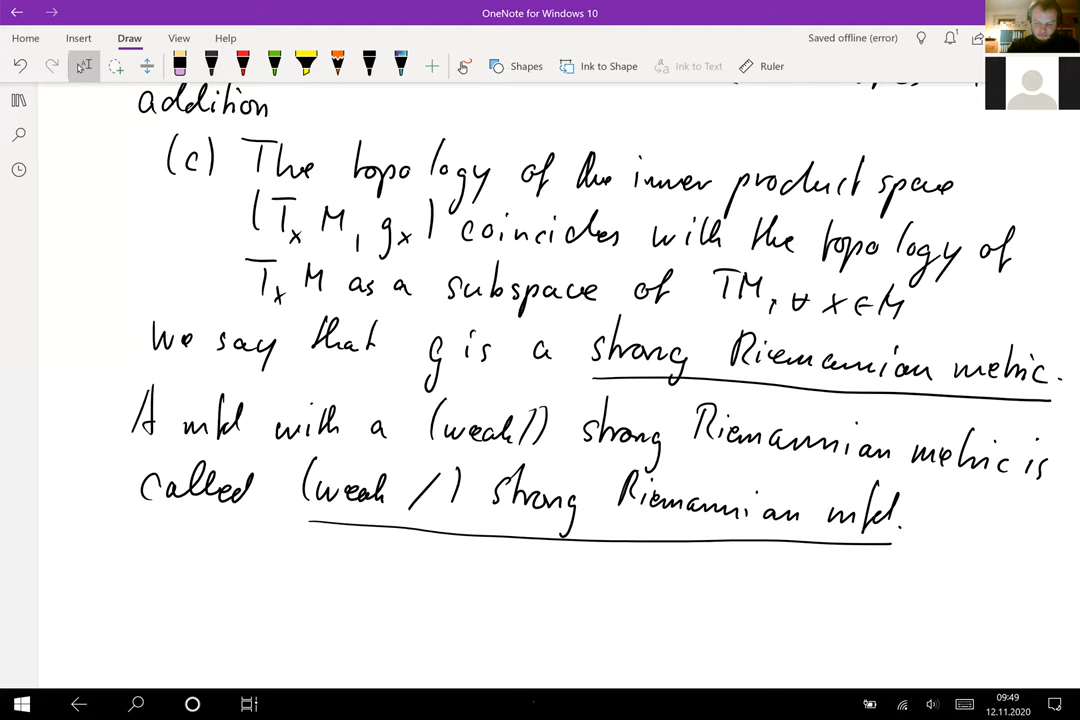 OneNote for Windows 10
Home Insert Draw View Help Saved offline (error)
Shapes Ink to Shape Ink to Text Ruler
addition
(c) The topology of the inner product space
(T_x M, g_x) coincides with the topology of
T_x M as a subspace of TM, ∀ x ∈ M
We say that g is a strong Riemannian metric.
A mfd with a (weak/) strong Riemannian metric is
called (weak /) strong Riemannian mfd.
09:49
12.11.2020